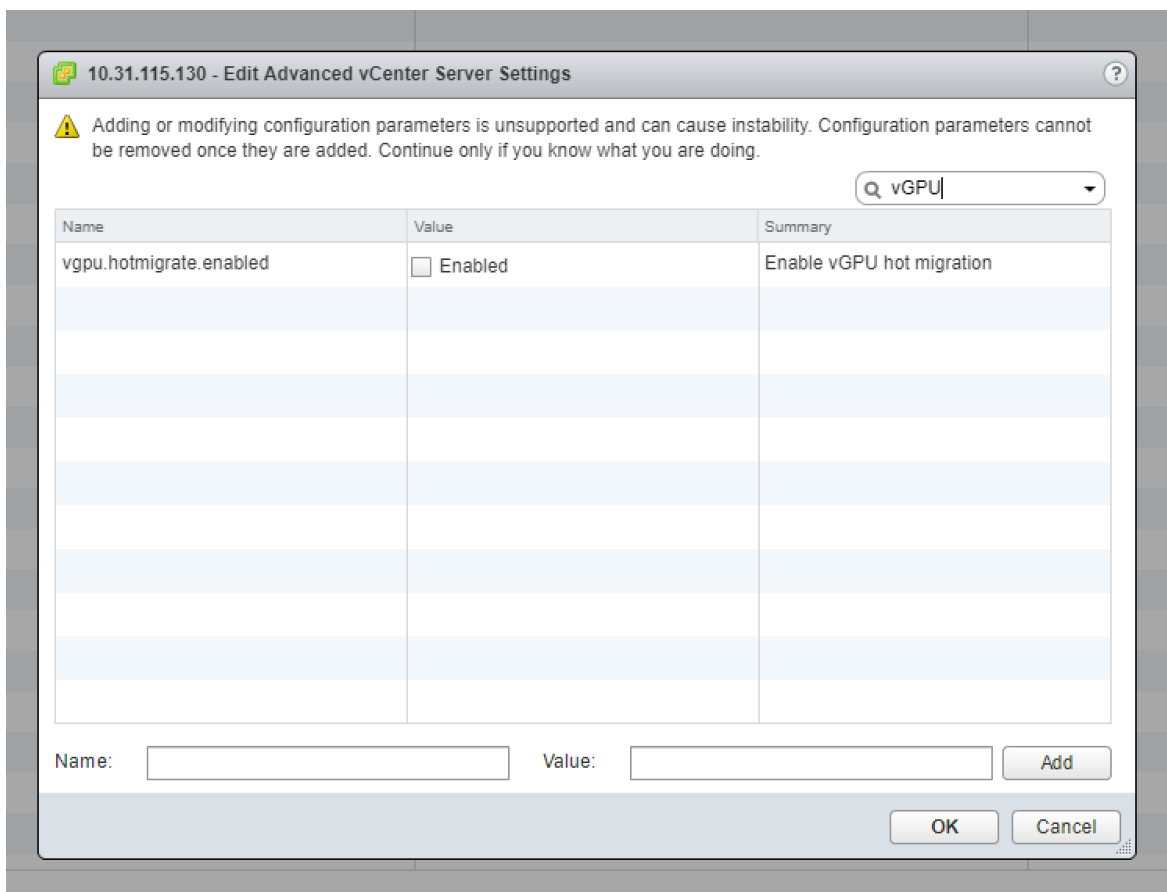 10.31.115.130 - Edit Advanced vCenter Server Settings
?
Adding or modifying configuration parameters is unsupported and can cause instability. Configuration parameters cannot
be removed once they are added. Continue only if you know what you are doing.
vGPU
Name Value Summary
vgpu.hotmigrate.enabled Enabled Enable vGPU hot migration
Name: Value: Add
OK Cancel